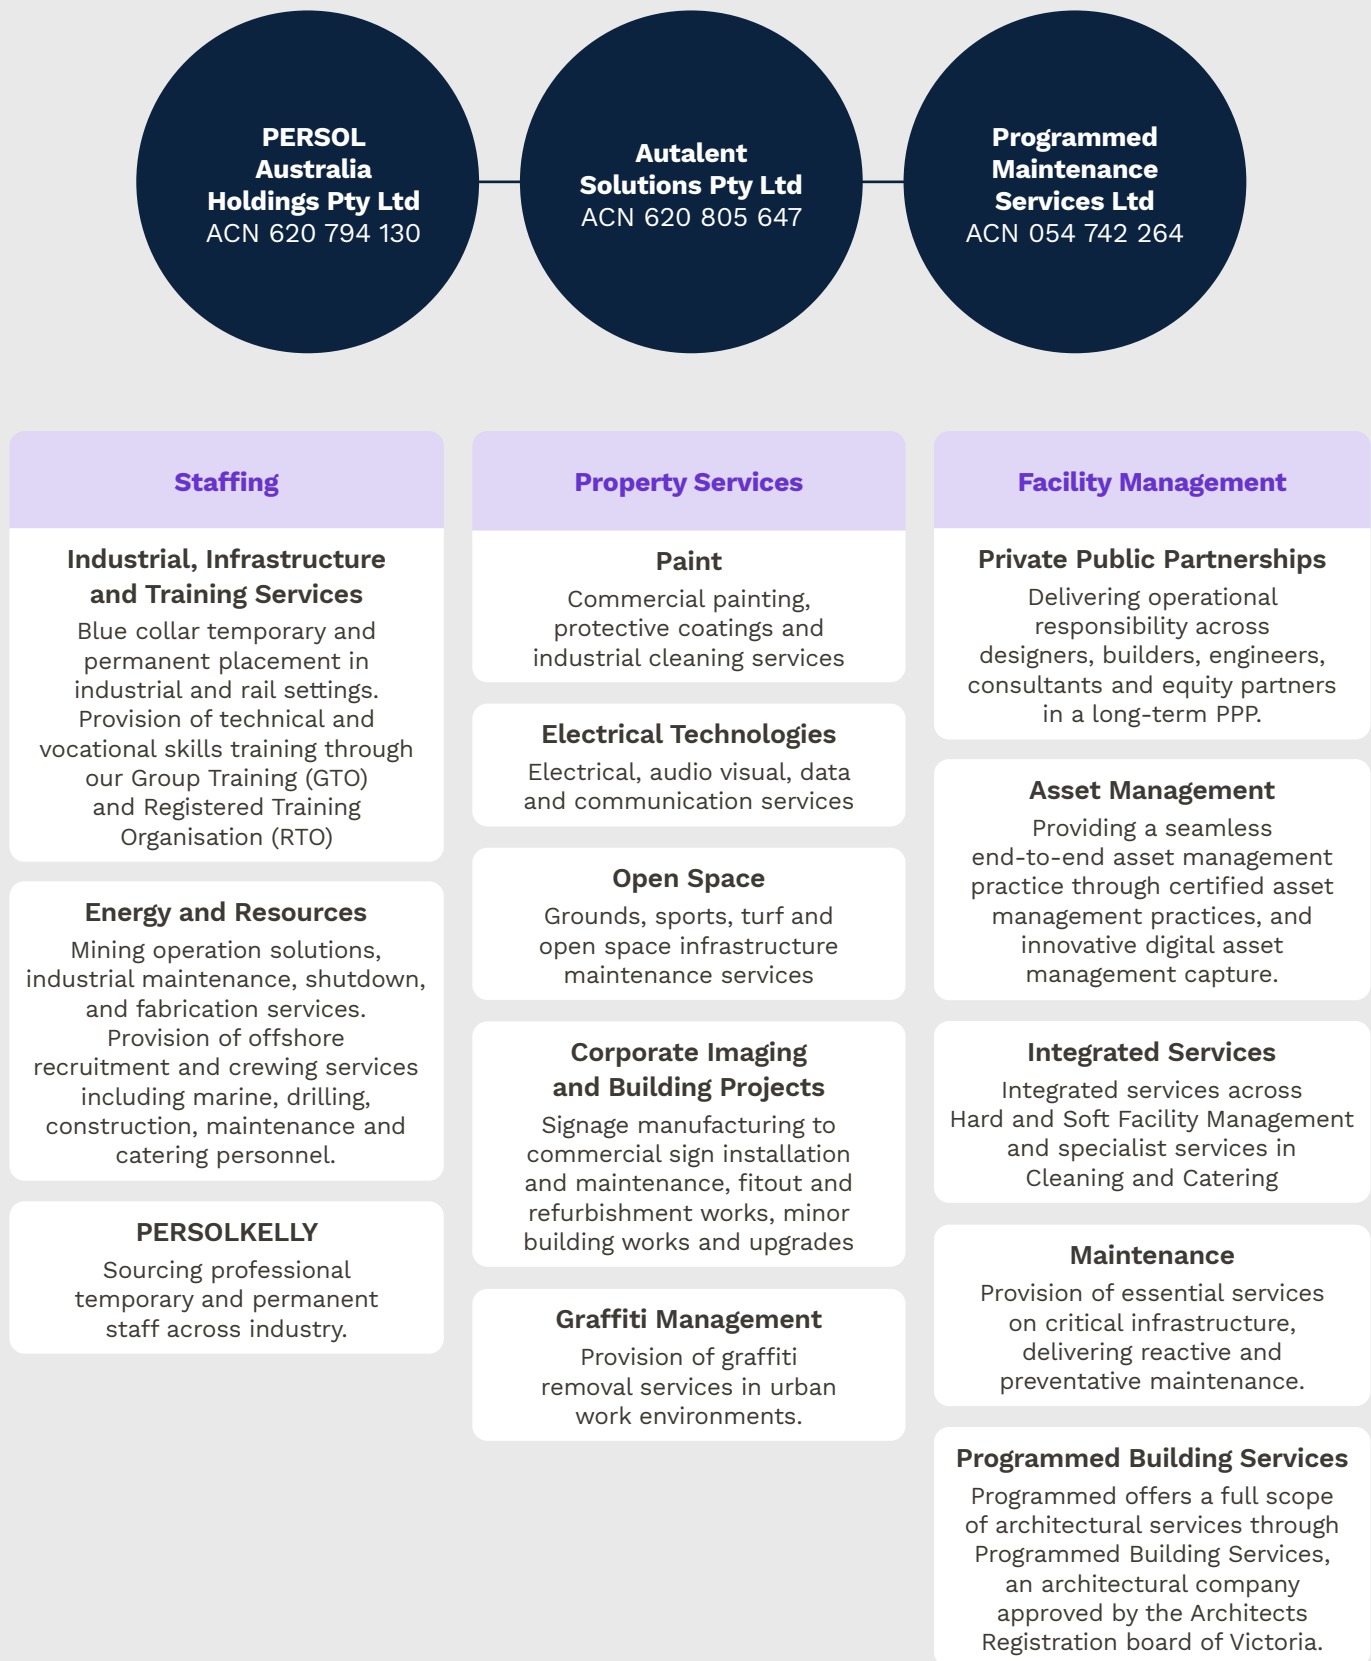 PERSOL
Australia
Holdings Pty Ltd
ACN 620 794 130
Autalent
Solutions Pty Ltd
ACN 620 805 647
Programmed
Maintenance
Services Ltd
ACN 054 742 264
Staffing
Industrial, Infrastructure
and Training Services
Blue collar temporary and
permanent placement in
industrial and rail settings.
Provision of technical and
vocational skills training through
our Group Training (GTO)
and Registered Training
Organisation (RTO)
Energy and Resources
Mining operation solutions,
industrial maintenance, shutdown,
and fabrication services.
Provision of offshore
recruitment and crewing services
including marine, drilling,
construction, maintenance and
catering personnel.
PERSOLKELLY
Sourcing professional
temporary and permanent
staff across industry.
Property Services
Paint
Commercial painting,
protective coatings and
industrial cleaning services
Electrical Technologies
Electrical, audio visual, data
and communication services
Open Space
Grounds, sports, turf and
open space infrastructure
maintenance services
Corporate Imaging
and Building Projects
Signage manufacturing to
commercial sign installation
and maintenance, fitout and
refurbishment works, minor
building works and upgrades
Graffiti Management
Provision of graffiti
removal services in urban
work environments.
Facility Management
Private Public Partnerships
Delivering operational
responsibility across
designers, builders, engineers,
consultants and equity partners
in a long-term PPP.
Asset Management
Providing a seamless
end-to-end asset management
practice through certified asset
management practices, and
innovative digital asset
management capture.
Integrated Services
Integrated services across
Hard and Soft Facility Management
and specialist services in
Cleaning and Catering
Maintenance
Provision of essential services
on critical infrastructure,
delivering reactive and
preventative maintenance.
Programmed Building Services
Programmed offers a full scope
of architectural services through
Programmed Building Services,
an architectural company
approved by the Architects
Registration board of Victoria.